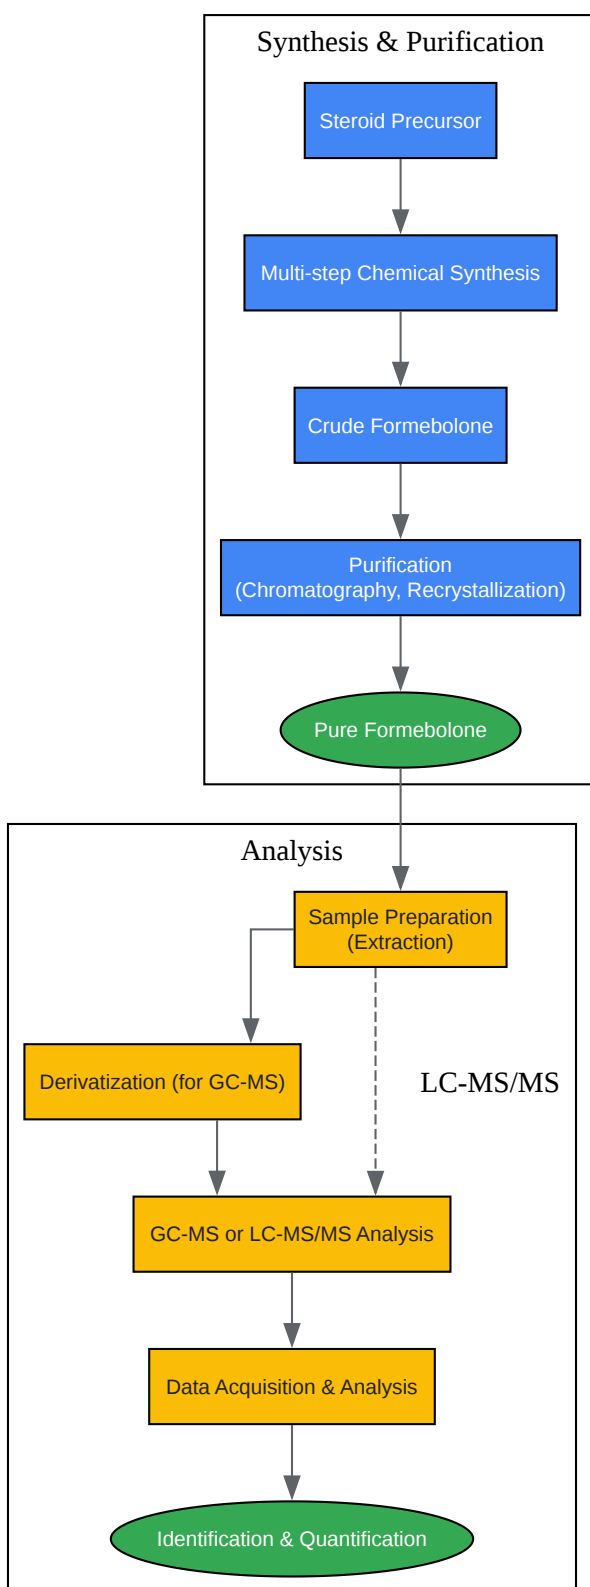 Synthesis & Purification
Steroid Precursor
Multi-step Chemical Synthesis
Crude Formebolone
Purification
(Chromatography, Recrystallization)
Pure Formebolone
Analysis
Sample Preparation
(Extraction)
Derivatization (for GC-MS)
LC-MS/MS
GC-MS or LC-MS/MS Analysis
Data Acquisition & Analysis
Identification & Quantification